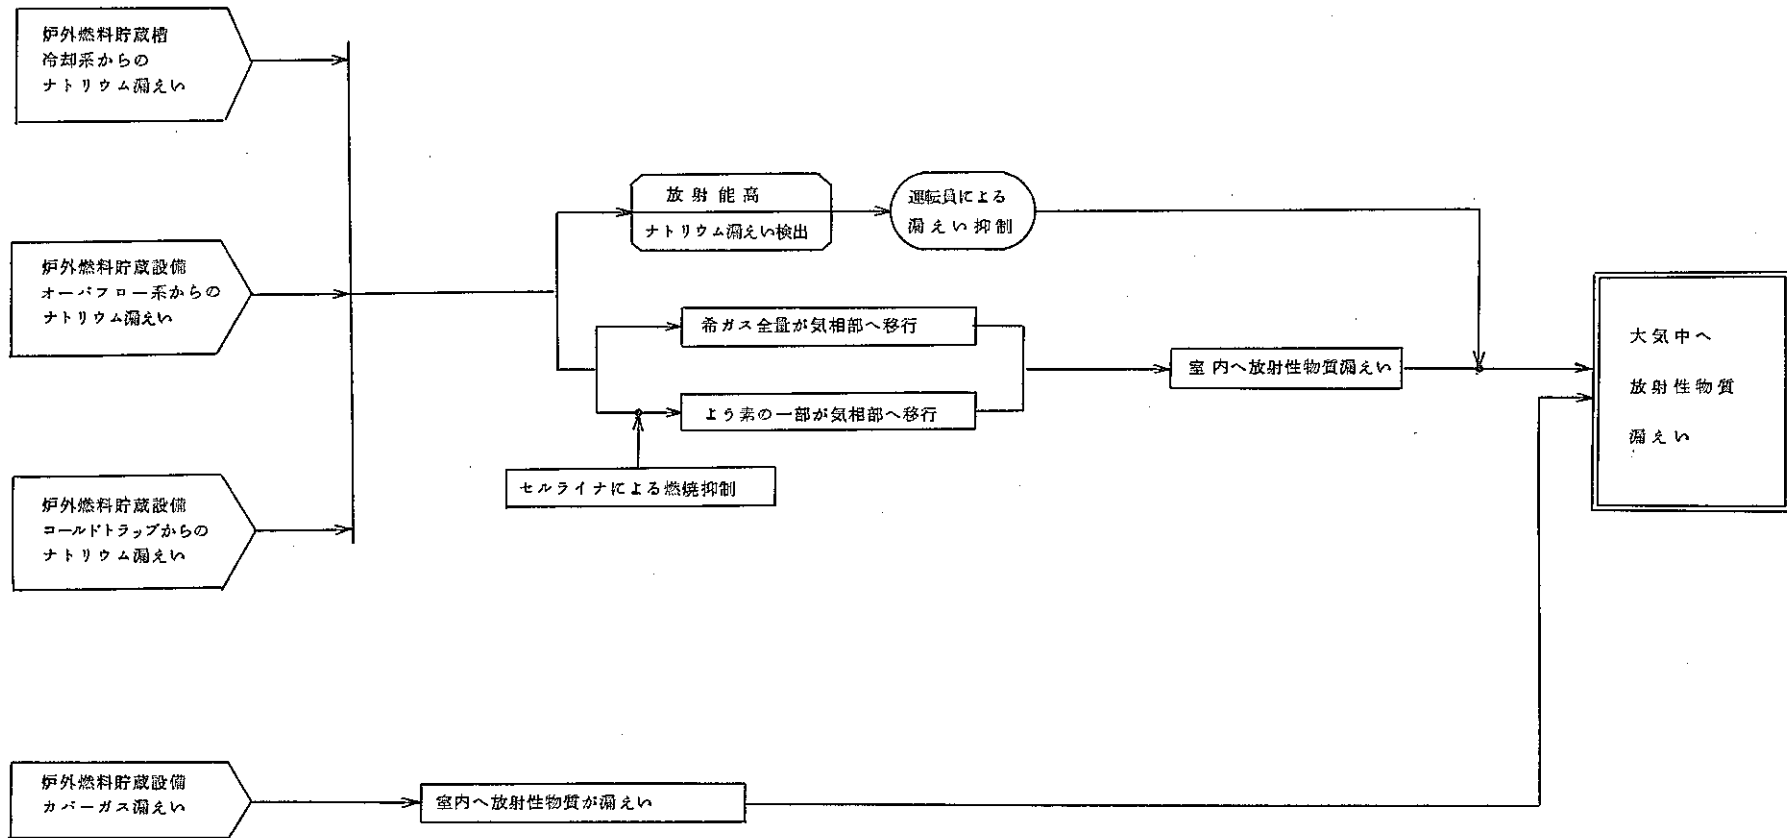 炉外燃料貯蔵槽
冷却系からの
ナトリウム漏えい
炉外燃料貯蔵設備
オーバフロー系からの
ナトリウム漏えい
炉外燃料貯蔵設備
コールドトラップからの
ナトリウム漏えい
放射能高
ナトリウム漏えい検出
運転員による
漏えい抑制
希ガス全量が気相部へ移行
よう素の一部が気相部へ移行
セルライナによる燃焼抑制
室内へ放射性物質漏えい
大気中へ
放射性物質
漏えい
炉外燃料貯蔵設備
カバーガス漏えい
室内へ放射性物質が漏えい